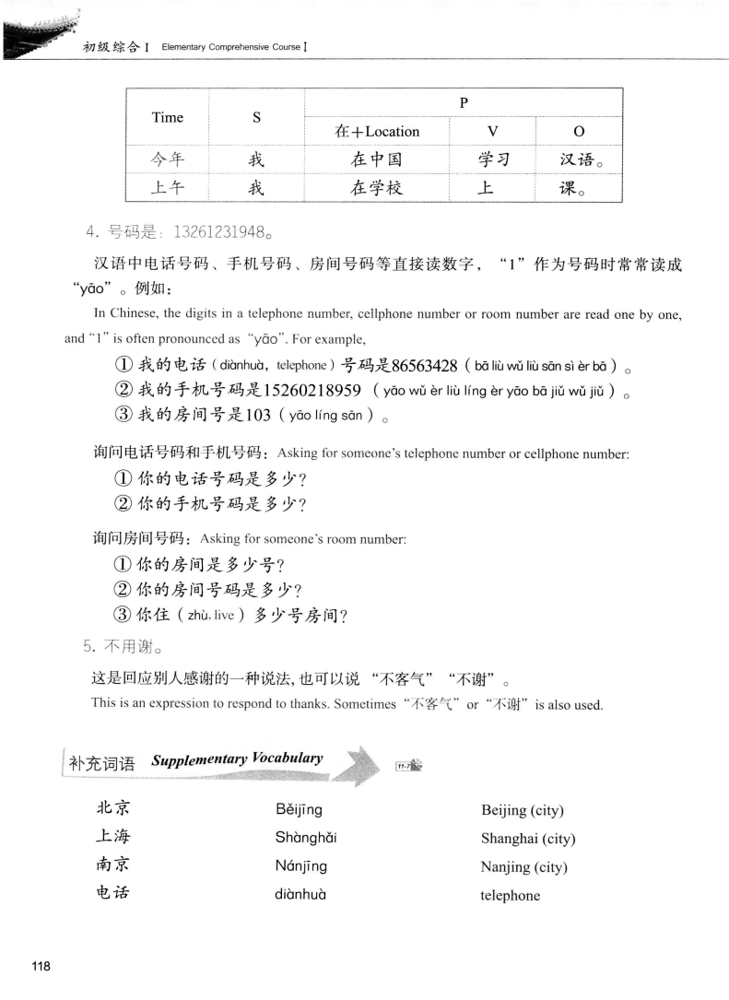 初级综合 I Elementary Comprehensive Course I
Time S P
在+Location V O
今年 我 在中国 学习 汉语。
上午 我 在学校 上 课。
4. 号码是：13261231948。
汉语中电话号码、手机号码、房间号码等直接读数字，“1”作为号码时常常读成
“yāo”。例如：
In Chinese, the digits in a telephone number, cellphone number or room number are read one by one,
and “1” is often pronounced as “yāo”. For example,
① 我的电话（diànhuà, telephone）号码是86563428（bā liù wǔ liù sān sì èr bā）。
② 我的手机号码是15260218959（yāo wǔ èr liù líng èr yāo bā jiǔ wǔ jiǔ）。
③ 我的房间号是103（yāo líng sān）。
询问电话号码和手机号码：Asking for someone's telephone number or cellphone number:
① 你的电话号码是多少？
② 你的手机号码是多少？
询问房间号码：Asking for someone's room number:
① 你的房间是多少号？
② 你的房间号码是多少？
③ 你住（zhù, live）多少号房间？
5. 不用谢。
这是回应别人感谢的一种说法，也可以说“不客气”“不谢”。
This is an expression to respond to thanks. Sometimes “不客气” or “不谢” is also used.
补充词语 Supplementary Vocabulary 11-7
北京 Běijīng Beijing (city)
上海 Shànghǎi Shanghai (city)
南京 Nánjīng Nanjing (city)
电话 diànhuà telephone
118